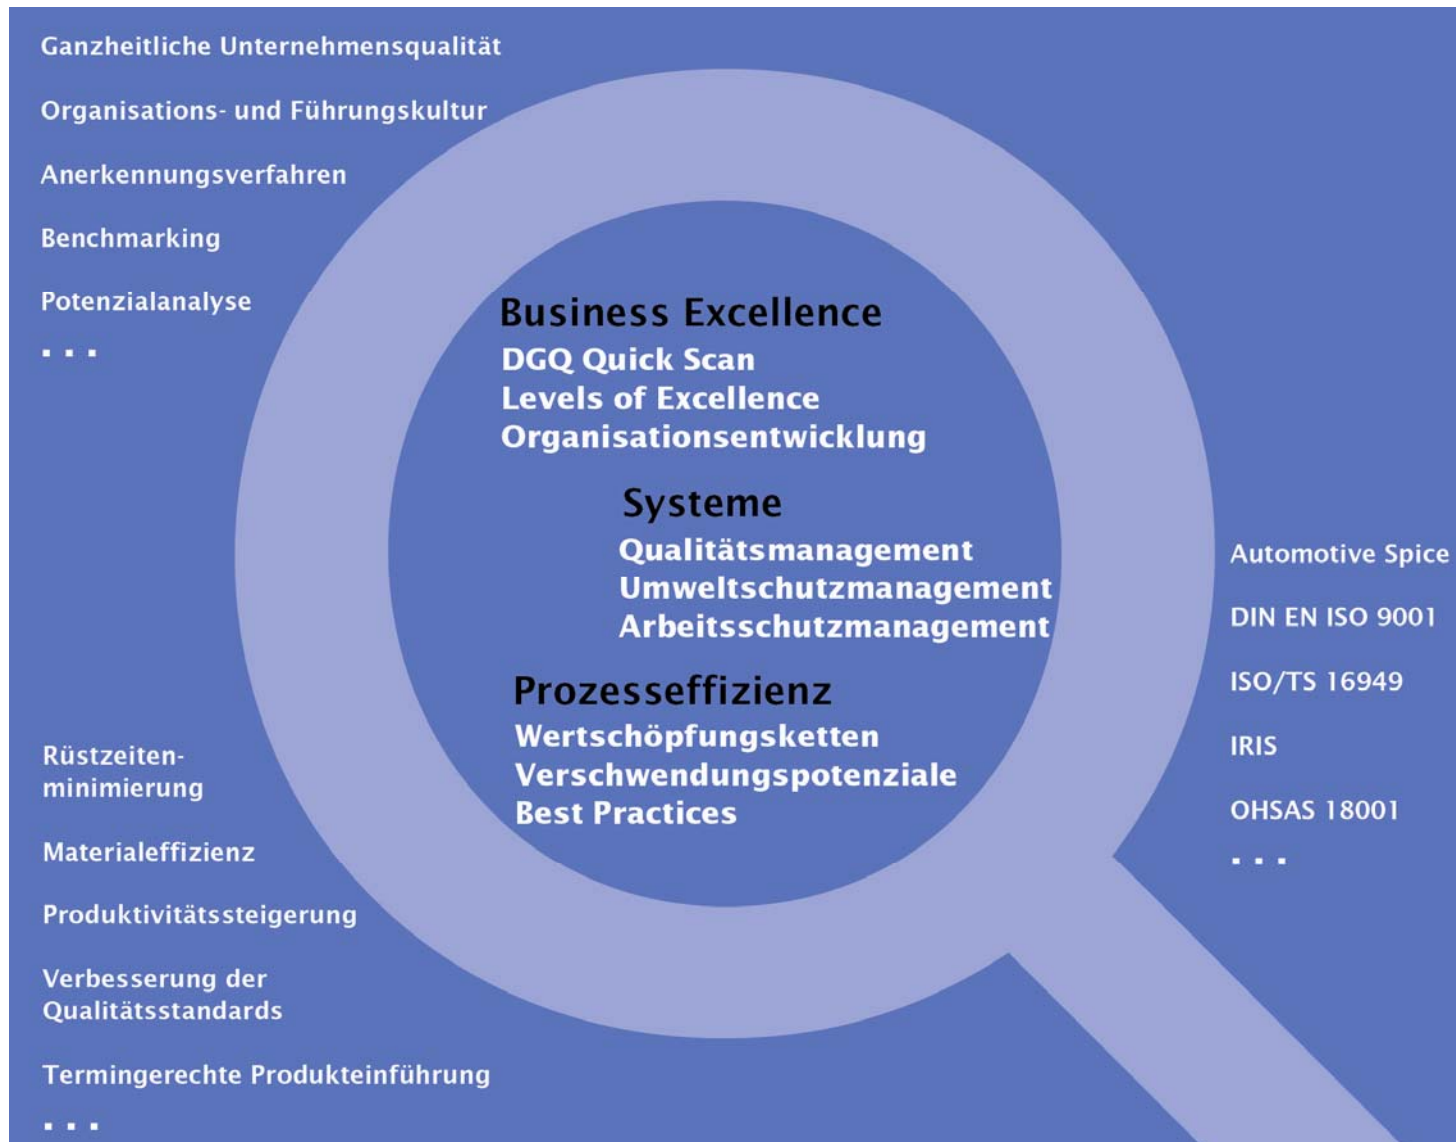 Ganzheitliche Unternehmensqualität
Organisations- und Führungskultur
Anerkennungsverfahren
Benchmarking
Potenzialanalyse
. . .
Business Excellence
DGQ Quick Scan
Levels of Excellence
Organisationsentwicklung
Systeme
Qualitätsmanagement
Umweltschutzmanagement
Arbeitsschutzmanagement
Prozesseffizienz
Wertschöpfungsketten
Verschwendungspotenziale
Best Practices
Automotive Spice
DIN EN ISO 9001
ISO/TS 16949
IRIS
OHSAS 18001
. . .
Rüstzeiten-
minimierung
Materialeffizienz
Produktivitätssteigerung
Verbesserung der
Qualitätsstandards
Termingerechte Produkteinführung
. . .